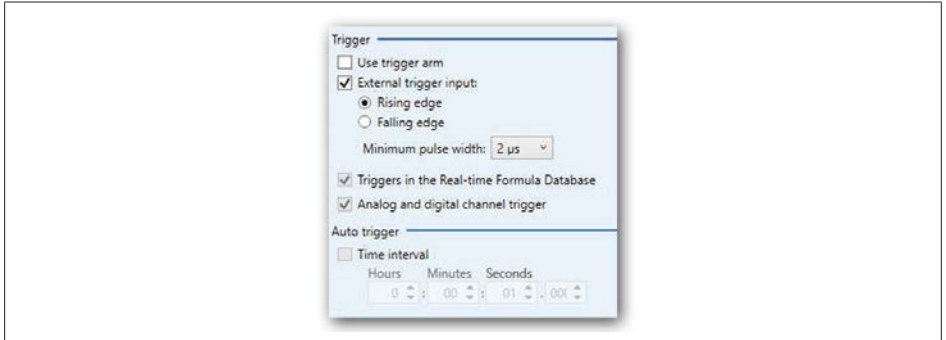 Trigger
Use trigger arm
External trigger input:
Rising edge
Falling edge
Minimum pulse width: 2 µs
Triggers in the Real-time Formula Database
Analog and digital channel trigger
Auto trigger
Time interval
Hours Minutes Seconds
0 : 00 : 01 . 00